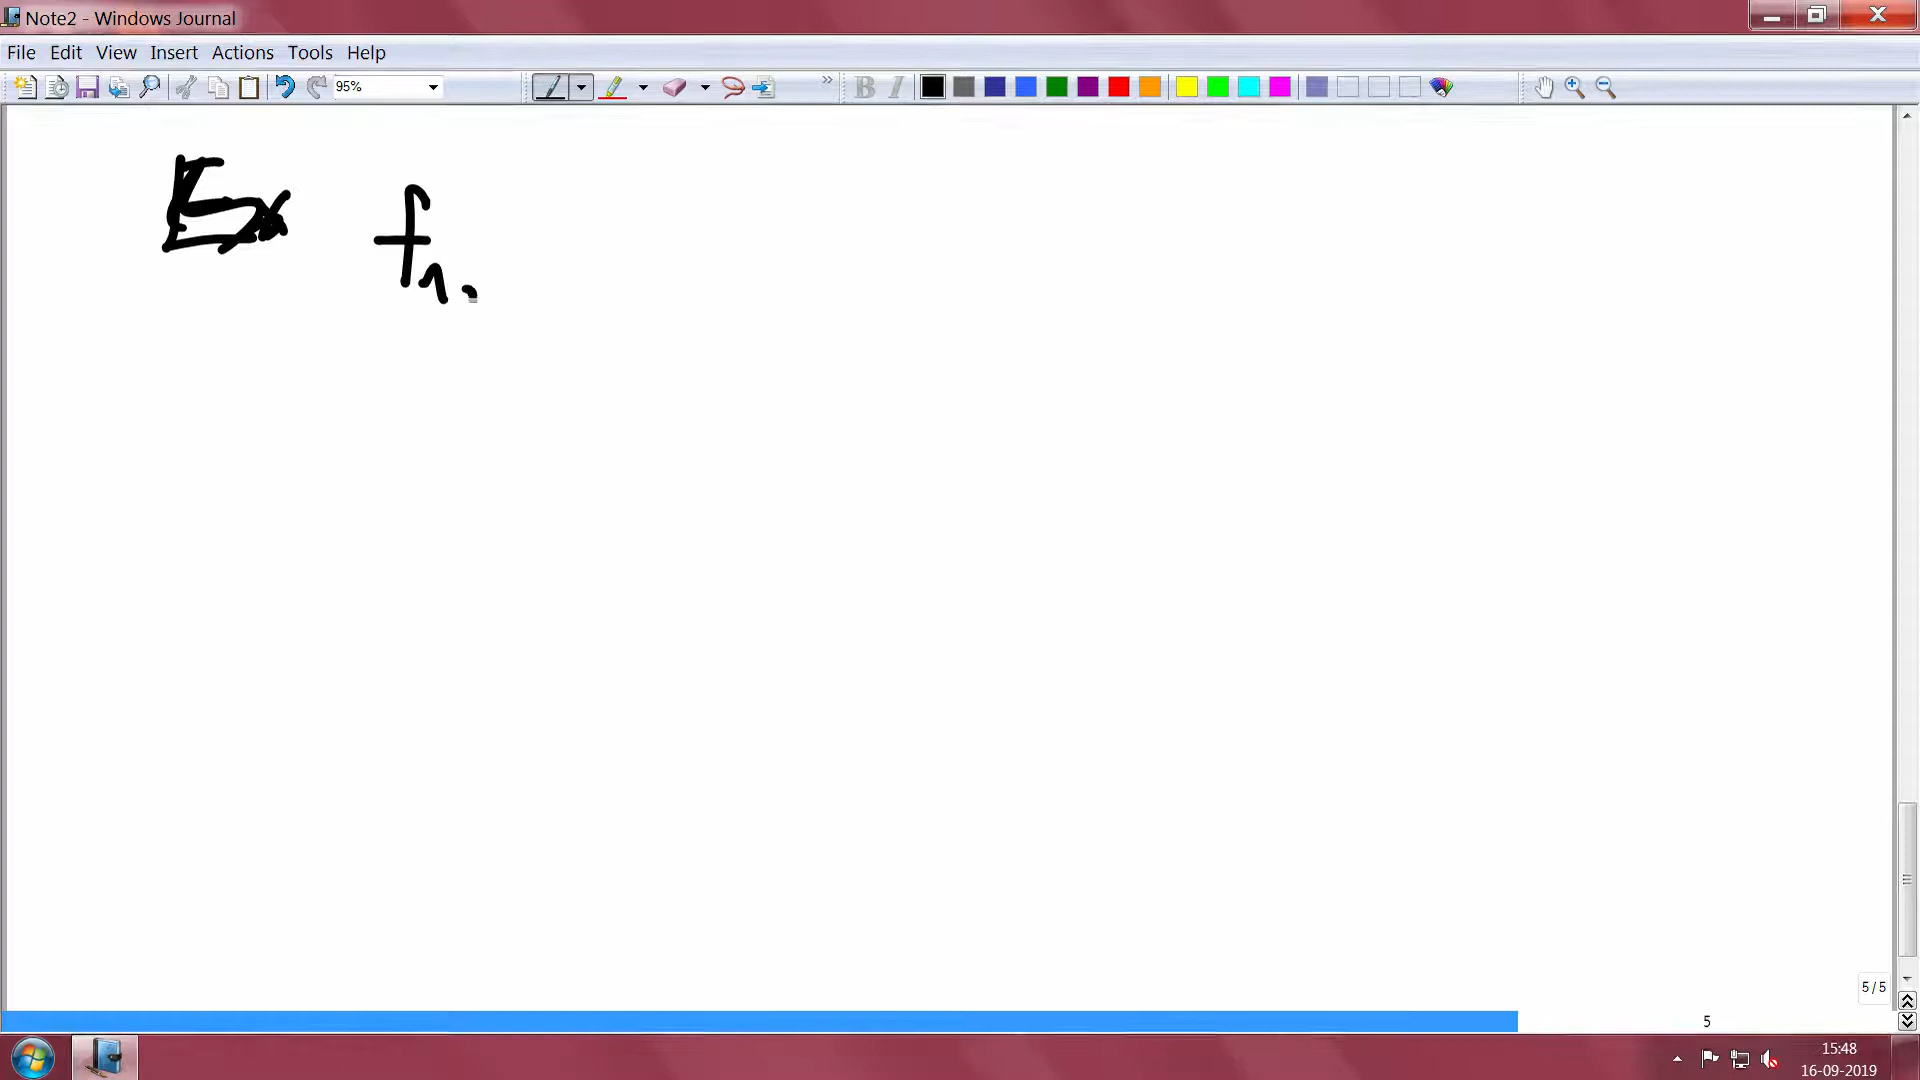 Note2 - Windows Journal
File Edit View Insert Actions Tools Help
95%
B I
Ex f
5 / 5
5
15:48
16-09-2019